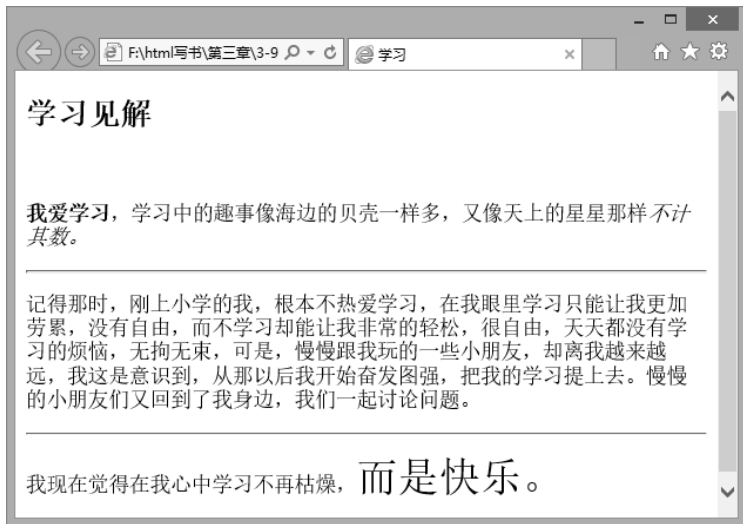 F:\html写书\第三章\3-9
学习
学习见解
我爱学习，学习中的趣事像海边的贝壳一样多，又像天上的星星那样不计
其数。
记得那时，刚上小学的我，根本不热爱学习，在我眼里学习只能让我更加
劳累，没有自由，而不学习却能让我非常的轻松，很自由，天天都没有学
习的烦恼，无拘无束，可是，慢慢跟我玩的一些小朋友，却离我越来越
远，我这是意识到，从那以后我开始奋发图强，把我的学习提上去。慢慢
的小朋友们又回到了我身边，我们一起讨论问题。
我现在觉得在我心中学习不再枯燥，而是快乐。